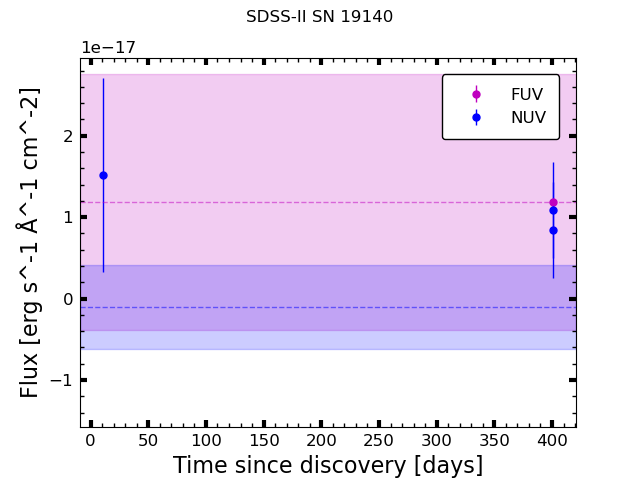 SDSS-II SN 19140
1e−17
FUV
NUV
2
1
0
−1
0 50 100 150 200 250 300 350 400
Time since discovery [days]
Flux [erg s^-1 Å^-1 cm^-2]